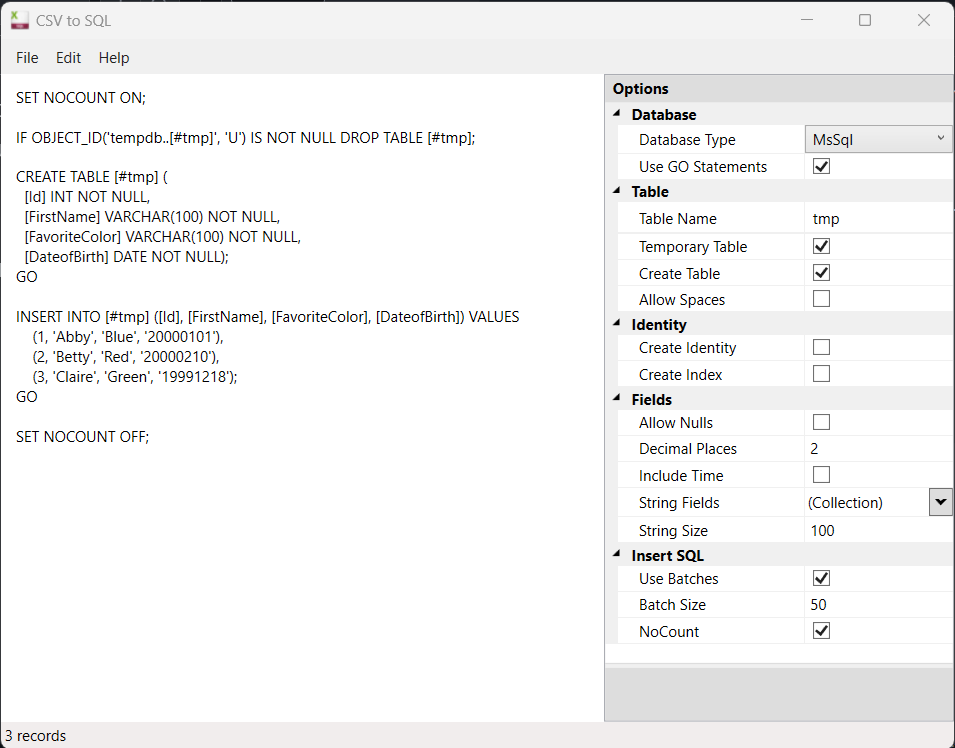 CSV to SQL
File Edit Help
SET NOCOUNT ON;
IF OBJECT_ID('tempdb..[#tmp]', 'U') IS NOT NULL DROP TABLE [#tmp];
CREATE TABLE [#tmp] (
[Id] INT NOT NULL,
[FirstName] VARCHAR(100) NOT NULL,
[FavoriteColor] VARCHAR(100) NOT NULL,
[DateofBirth] DATE NOT NULL);
GO
INSERT INTO [#tmp] ([Id], [FirstName], [FavoriteColor], [DateofBirth]) VALUES
(1, 'Abby', 'Blue', '20000101'),
(2, 'Betty', 'Red', '20000210'),
(3, 'Claire', 'Green', '19991218');
GO
SET NOCOUNT OFF;
Options
Database
Database Type MsSql
Use GO Statements
Table
Table Name tmp
Temporary Table
Create Table
Allow Spaces
Identity
Create Identity
Create Index
Fields
Allow Nulls
Decimal Places 2
Include Time
String Fields (Collection)
String Size 100
Insert SQL
Use Batches
Batch Size 50
NoCount
3 records